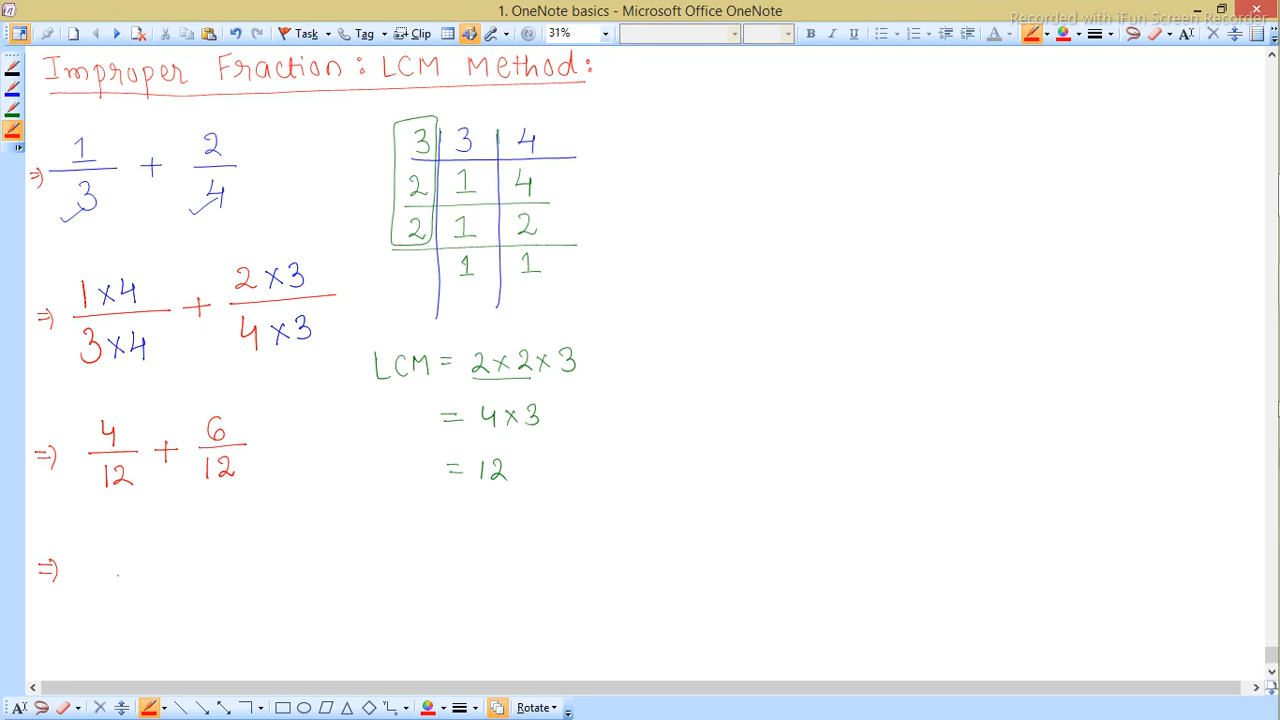 1. OneNote basics - Microsoft Office OneNote
Recorded with iFun Screen Recorder
Task Tag Clip 31% B I U A
Improper Fraction: LCM Method:
⇒ 1/3 + 2/4
3 | 3 | 4
2 | 1 | 4
2 | 1 | 2
1 | 1
⇒ 1×4/3×4 + 2×3/4×3
LCM = 2×2×3
= 4×3
= 12
⇒ 4/12 + 6/12
⇒
Rotate